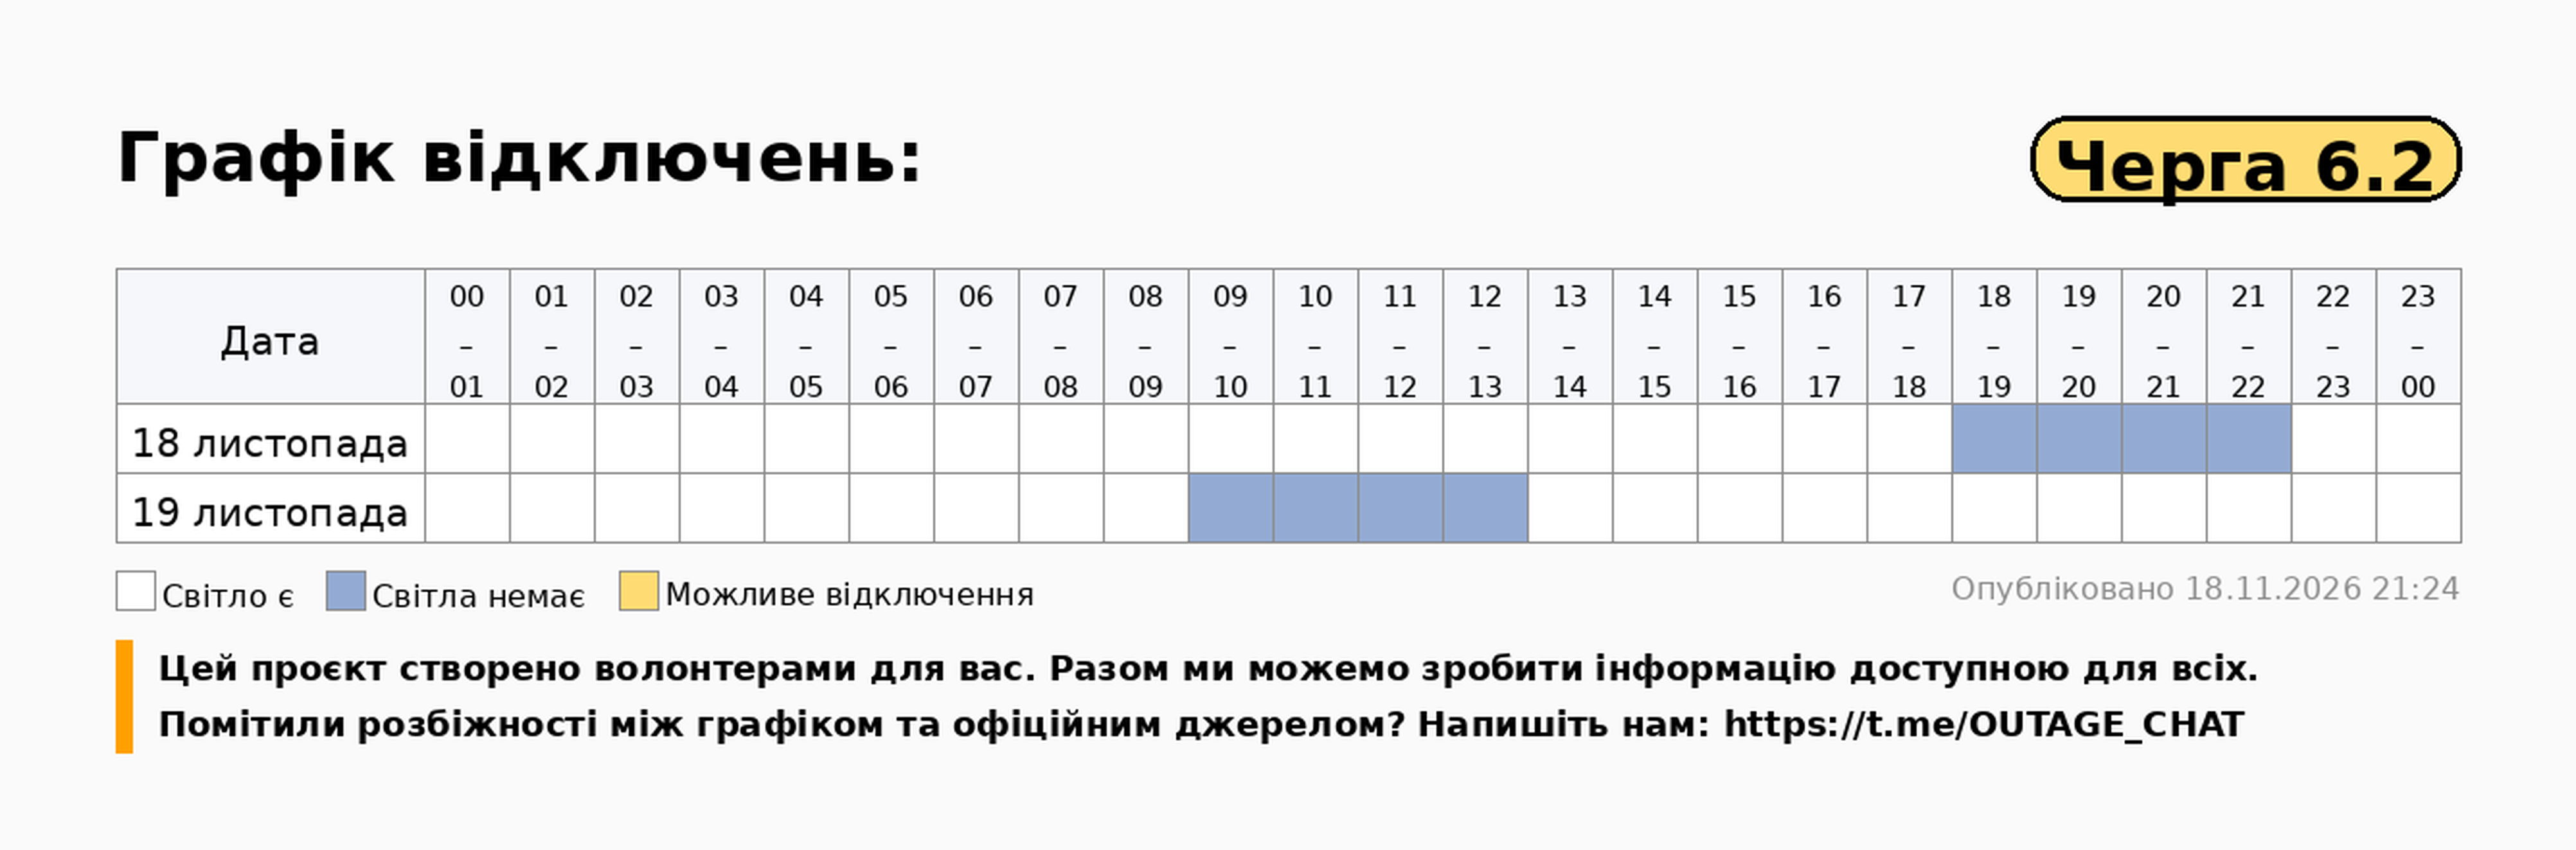 Графік відключень:
Черга 6.2
Дата 00 – 01 01 – 02 02 – 03 03 – 04 04 – 05 05 – 06 06 – 07 07 – 08 08 – 09 09 – 10 10 – 11 11 – 12 12 – 13 13 – 14 14 – 15 15 – 16 16 – 17 17 – 18 18 – 19 19 – 20 20 – 21 21 – 22 22 – 23 23 – 00
18 листопада
19 листопада
Світло є Світла немає Можливе відключення
Опубліковано 18.11.2026 21:24
Цей проєкт створено волонтерами для вас. Разом ми можемо зробити інформацію доступною для всіх.
Помітили розбіжності між графіком та офіційним джерелом? Напишіть нам: https://t.me/OUTAGE_CHAT